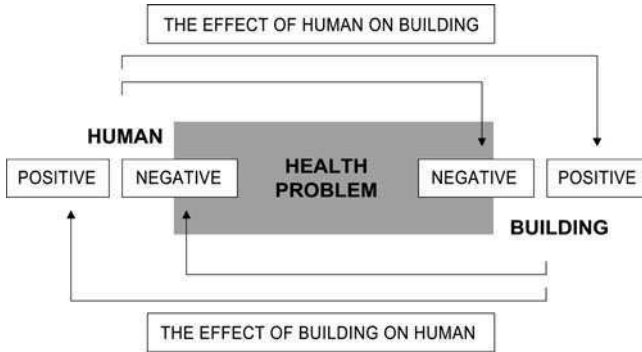 THE EFFECT OF HUMAN ON BUILDING
HUMAN
POSITIVE
NEGATIVE
HEALTH
PROBLEM
NEGATIVE
POSITIVE
BUILDING
THE EFFECT OF BUILDING ON HUMAN